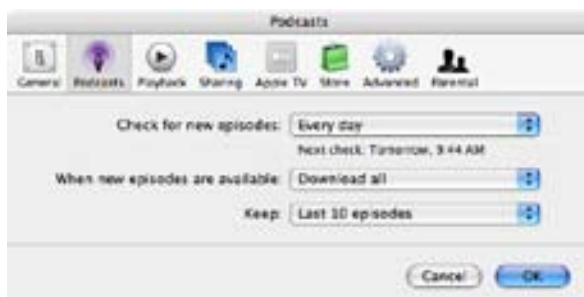 Podcasts
General Podcasts Playback Sharing Apple TV Store Advanced Parental
Check for new episodes: Every day
Next check: Tomorrow, 9:44 AM
When new episodes are available: Download all
Keep: Last 10 episodes
Cancel OK